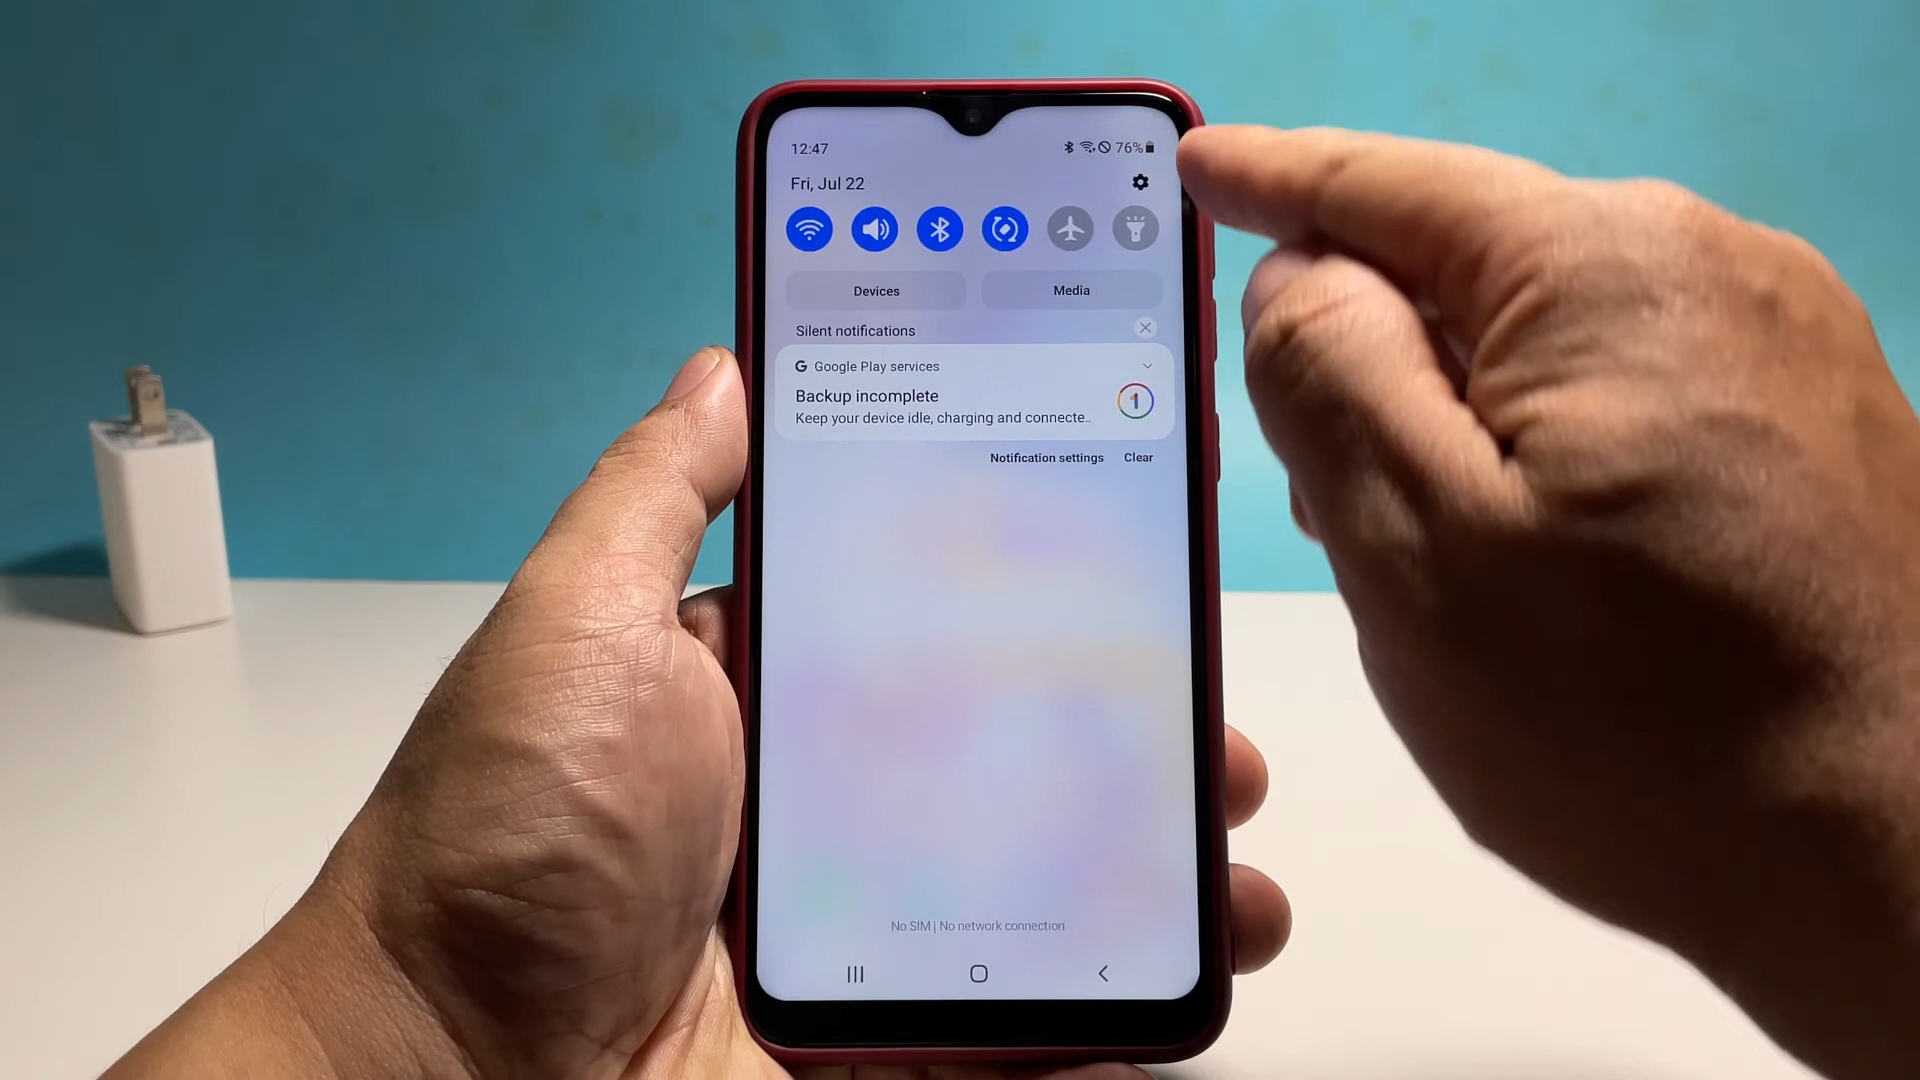 12:47 76%
Fri, Jul 22
Devices Media
Silent notifications
G Google Play services
Backup incomplete
Keep your device idle, charging and connecte..
1
Notification settings Clear
No SIM | No network connection